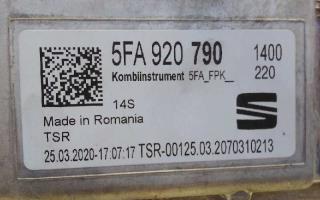 5FA 920 790 1400
Kombiinstrument 5FA_FPK__ 220
14S
Made in Romania
TSR
25.03.2020-17:07:17 TSR-00125.03.2070310213